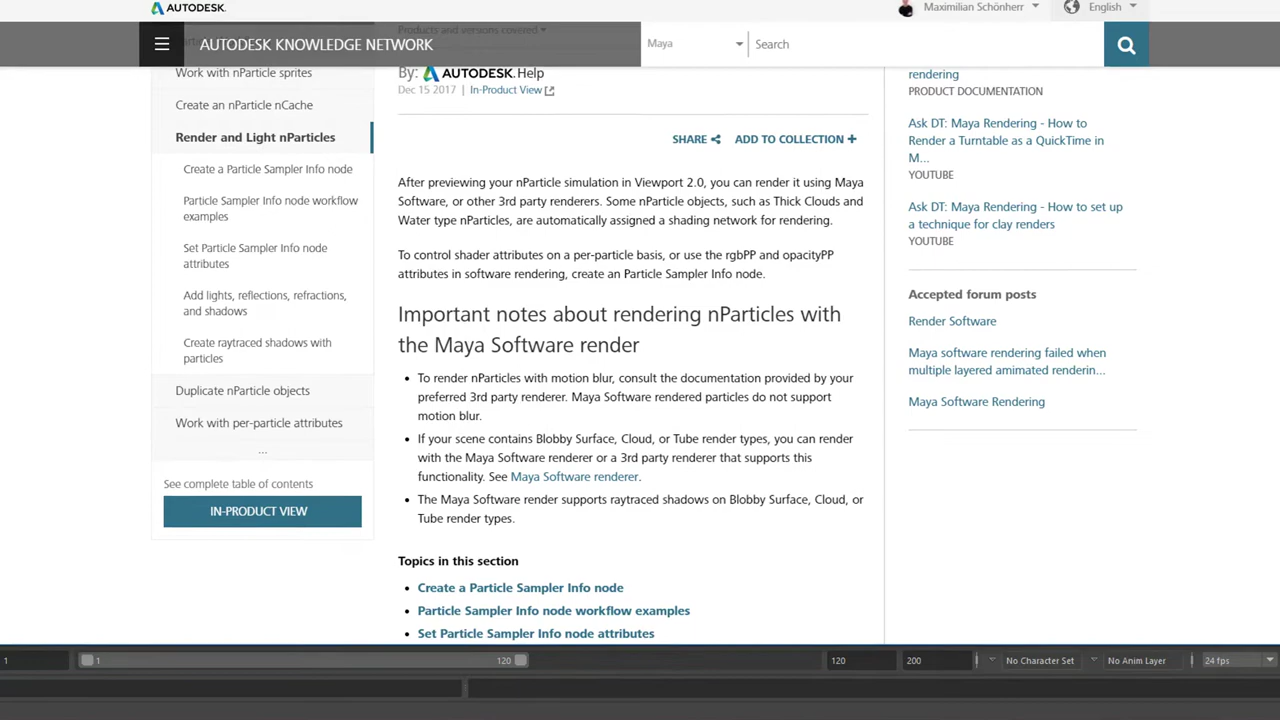 AUTODESK.
Maximilian Schönherr
English
Products and versions covered
AUTODESK KNOWLEDGE NETWORK
Maya
Search
Work with nParticle sprites
Create an nParticle nCache
Render and Light nParticles
Create a Particle Sampler Info node
Particle Sampler Info node workflow
examples
Set Particle Sampler Info node
attributes
Add lights, reflections, refractions,
and shadows
Create raytraced shadows with
particles
Duplicate nParticle objects
Work with per-particle attributes
...
See complete table of contents
IN-PRODUCT VIEW
By: AUTODESK. Help
Dec 15 2017 | In-Product View
SHARE
ADD TO COLLECTION +
After previewing your nParticle simulation in Viewport 2.0, you can render it using Maya
Software, or other 3rd party renderers. Some nParticle objects, such as Thick Clouds and
Water type nParticles, are automatically assigned a shading network for rendering.
To control shader attributes on a per-particle basis, or use the rgbPP and opacityPP
attributes in software rendering, create an Particle Sampler Info node.
Important notes about rendering nParticles with
the Maya Software render
• To render nParticles with motion blur, consult the documentation provided by your
preferred 3rd party renderer. Maya Software rendered particles do not support
motion blur.
• If your scene contains Blobby Surface, Cloud, or Tube render types, you can render
with the Maya Software renderer or a 3rd party renderer that supports this
functionality. See Maya Software renderer.
• The Maya Software render supports raytraced shadows on Blobby Surface, Cloud, or
Tube render types.
Topics in this section
• Create a Particle Sampler Info node
• Particle Sampler Info node workflow examples
• Set Particle Sampler Info node attributes
rendering
PRODUCT DOCUMENTATION
Ask DT: Maya Rendering - How to
Render a Turntable as a QuickTime in
M...
YOUTUBE
Ask DT: Maya Rendering - How to set up
a technique for clay renders
YOUTUBE
Accepted forum posts
Render Software
Maya software rendering failed when
multiple layered amimated renderin...
Maya Software Rendering
1
1
120
120
200
No Character Set
No Anim Layer
24 fps